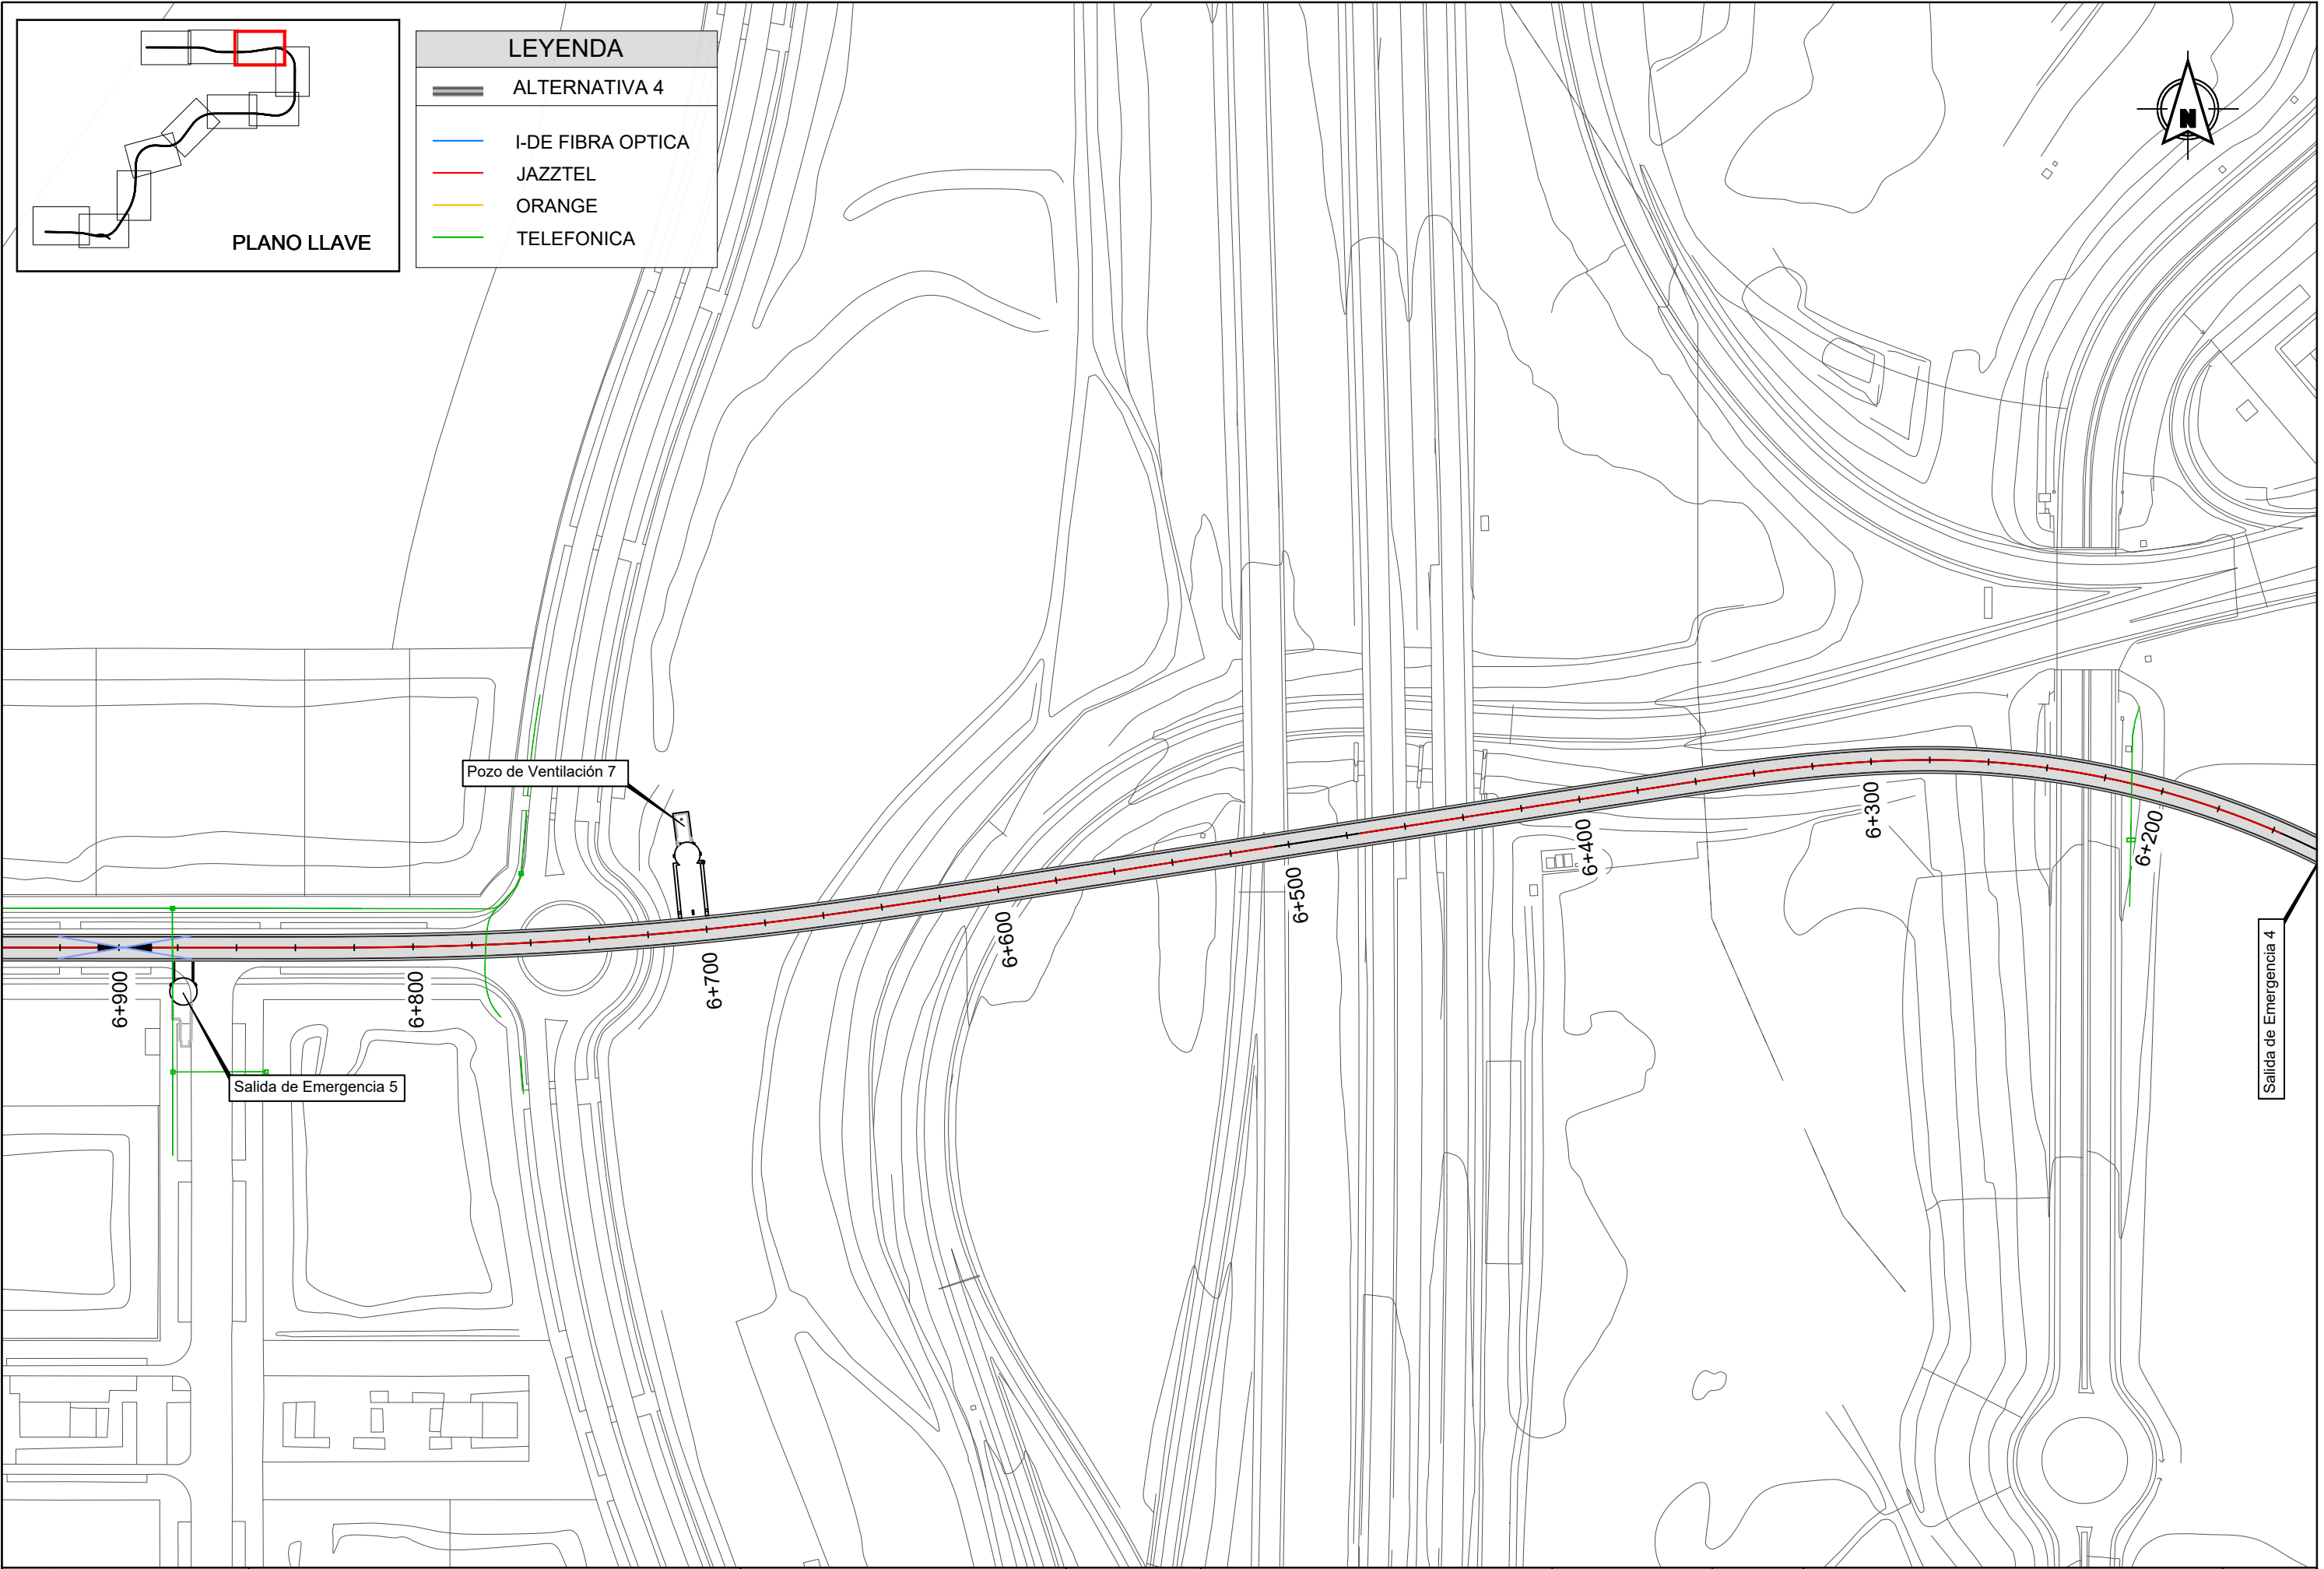 PLANO LLAVE
LEYENDA
ALTERNATIVA 4
I-DE FIBRA OPTICA
JAZZTEL
ORANGE
TELEFONICA
N
Pozo de Ventilación 7
6+900
6+800
6+700
6+600
6+500
6+400
6+300
6+200
Salida de Emergencia 5
Salida de Emergencia 4